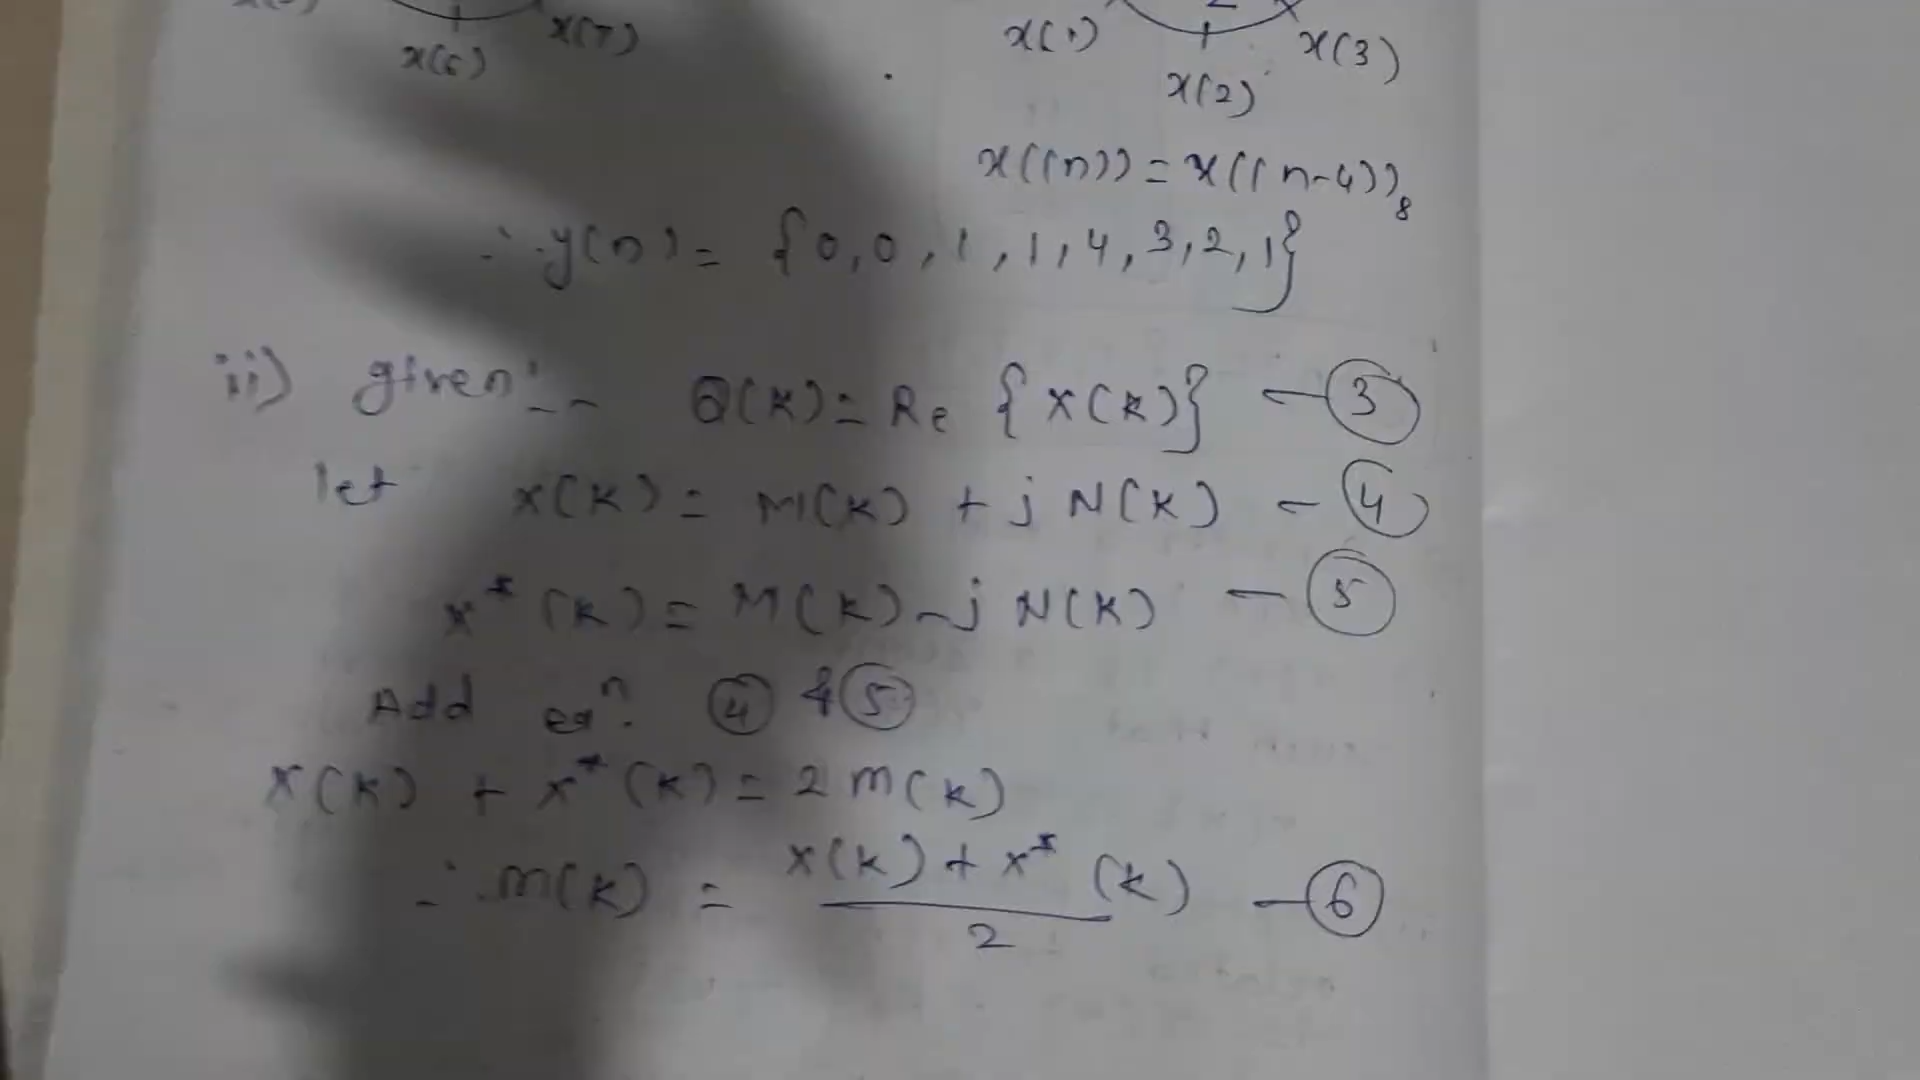 x(6) x(7) x(1) x(2) x(3)
x((n)) = x((n-4))₈
∴ y(n) = {0,0,1,1,4,3,2,1}
ii) given:- Q(K) = Re {X(K)} — ③
let X(K) = M(K) + j N(K) — ④
X*(K) = M(K) - j N(K) — ⑤
Add eqⁿ. ④ & ⑤
X(K) + X*(K) = 2 M(K)
∴ M(K) = X(K) + X*(K) / 2 — ⑥